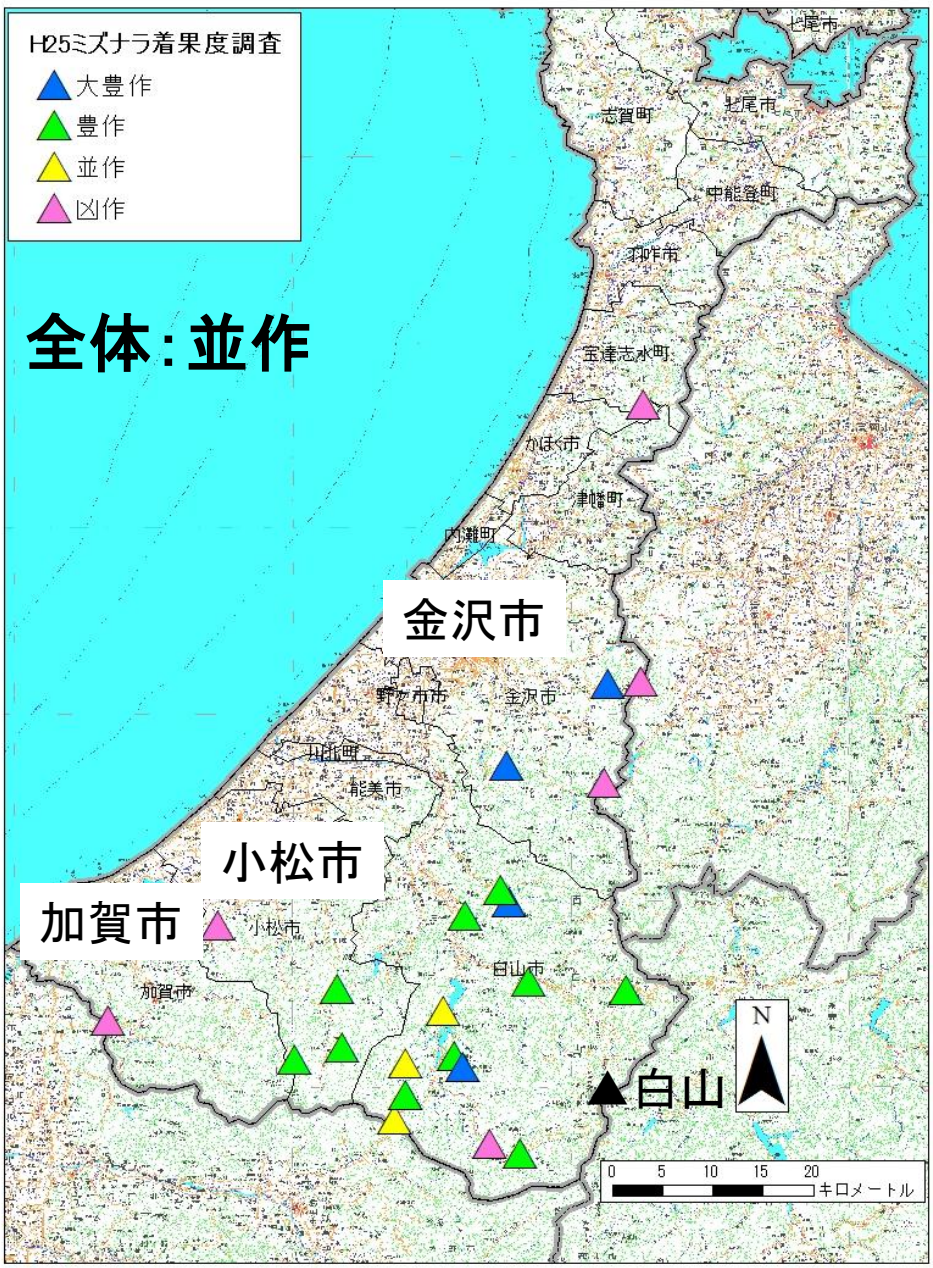 H25ミズナラ着果度調査
大豊作
豊作
並作
凶作
全体：並作
七尾市
七尾市
志賀町
中能登町
羽咋市
宝達志水町
かほく市
津幡町
内灘町
金沢市
野々市市
金沢市
川北町
能美市
小松市
加賀市
小松市
白山市
加賀市
N
白山
0 5 10 15 20
キロメートル